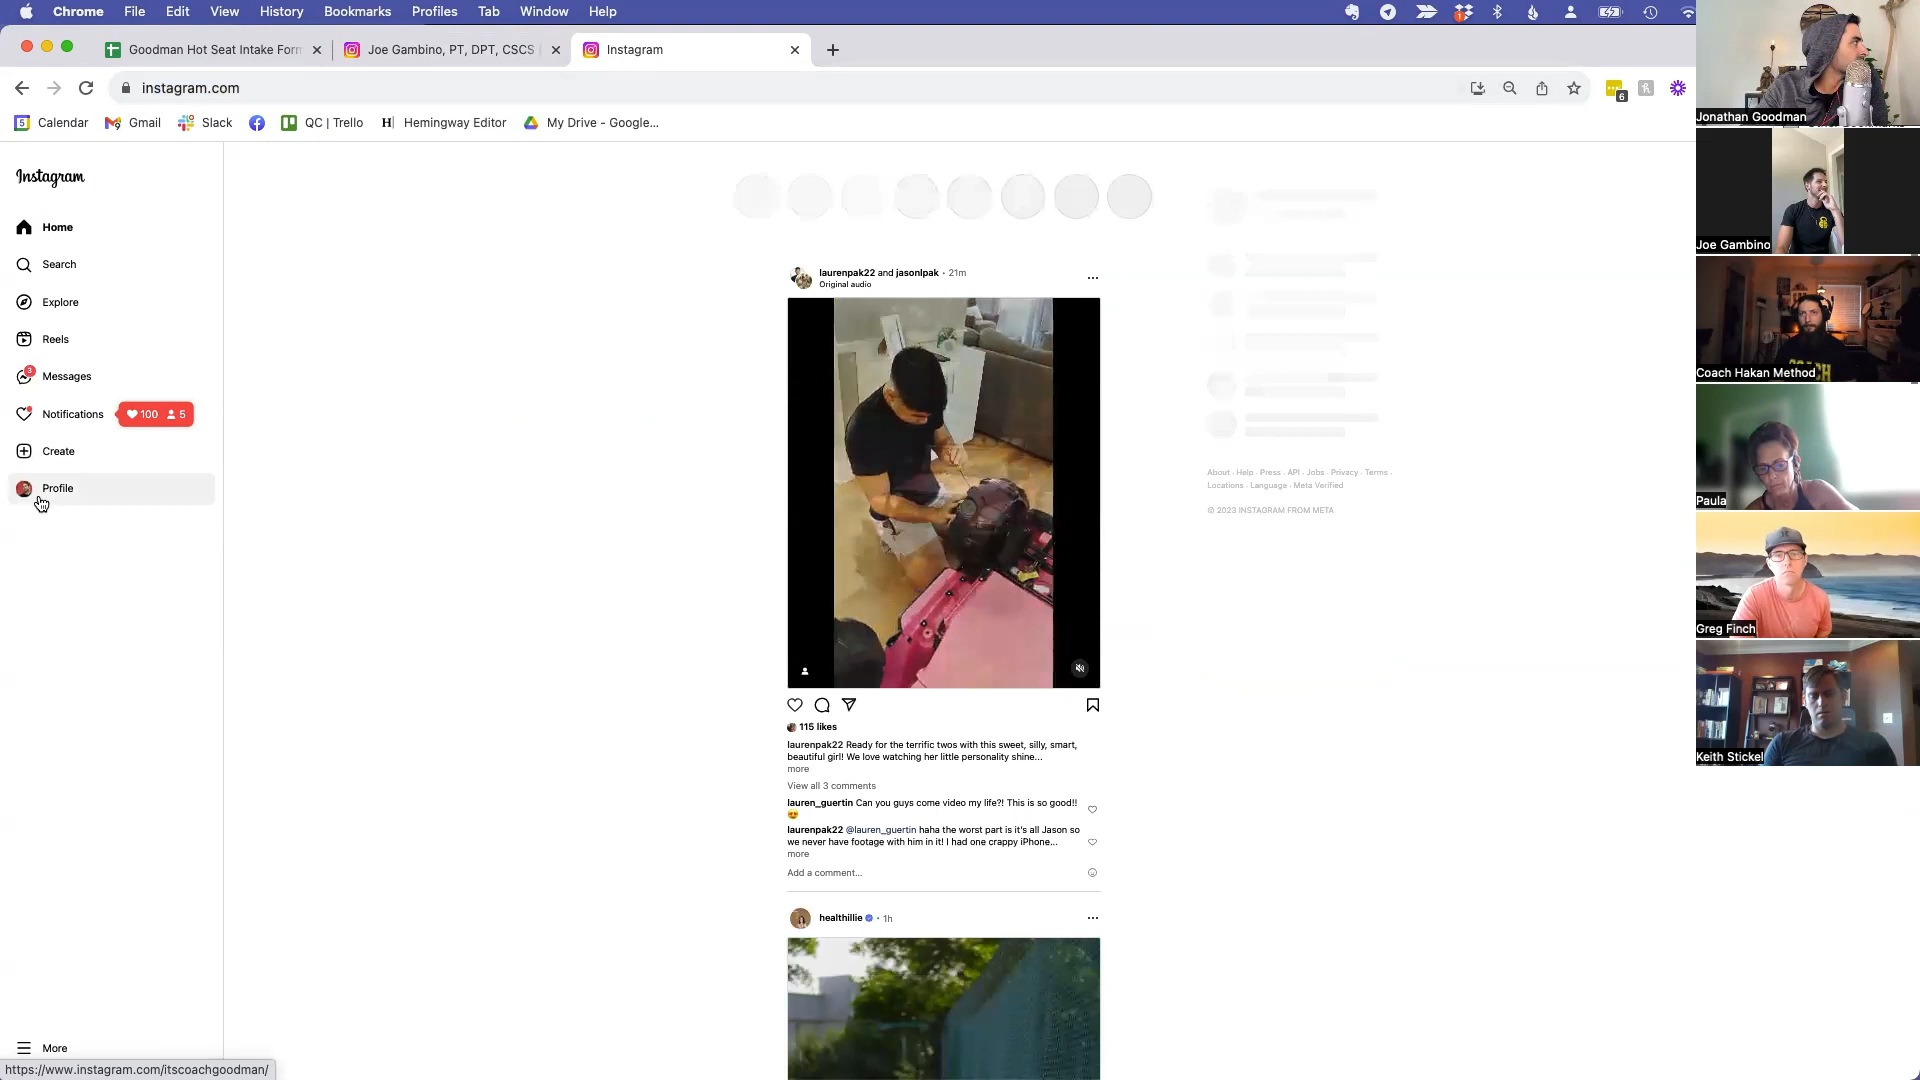 Chrome File Edit View History Bookmarks Profiles Tab Window Help
Goodman Hot Seat Intake Form
Joe Gambino, PT, DPT, CSCS
Instagram
instagram.com
6
Calendar
Gmail
Slack
QC | Trello
Hemingway Editor
My Drive - Google...
Instagram
Home
Search
Explore
Reels
3
Messages
Notifications
100 5
Create
Profile
More
https://www.instagram.com/itscoachgoodman/
laurenpak22 and jasonlpak • 21m
Original audio
115 likes
laurenpak22 Ready for the terrific twos with this sweet, silly, smart,
beautiful girl! We love watching her little personality shine...
more
View all 3 comments
lauren_guertin Can you guys come video my life?! This is so good!!
😍
laurenpak22 @lauren_guertin haha the worst part is it's all Jason so
we never have footage with him in it! I had one crappy iPhone...
more
Add a comment...
healthillie • 1h
About · Help · Press · API · Jobs · Privacy · Terms ·
Locations · Language · Meta Verified
© 2023 INSTAGRAM FROM META
Jonathan Goodman
Joe Gambino
Coach Hakan Method
Paula
Greg Finch
Keith Stickel